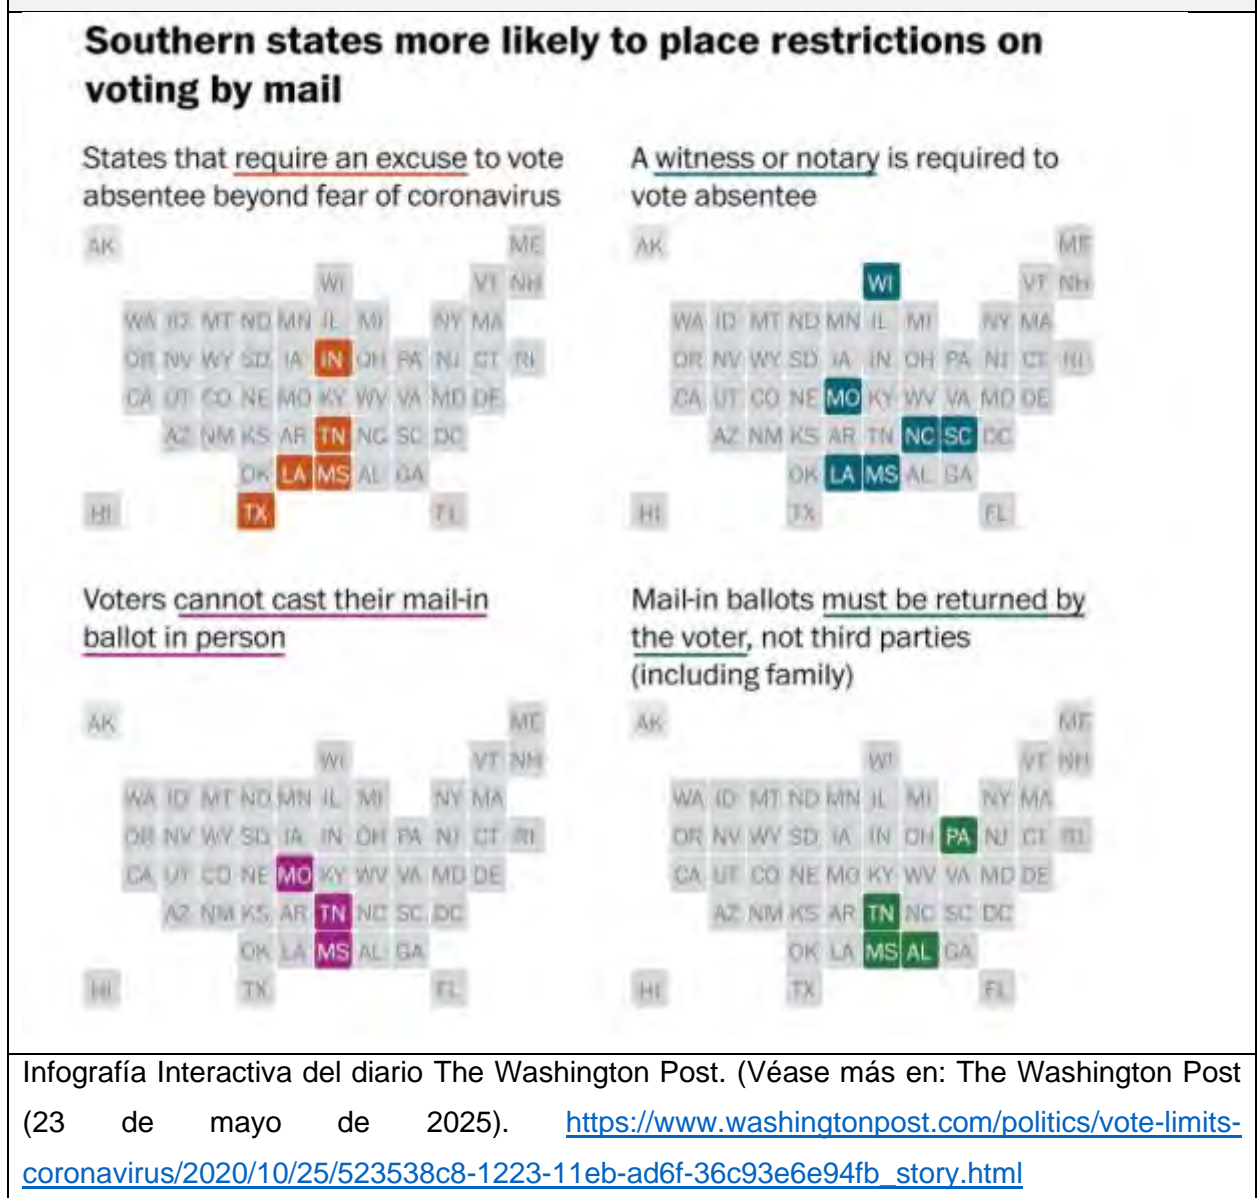 Southern states more likely to place restrictions on
voting by mail
States that require an excuse to vote
absentee beyond fear of coronavirus
AK ME
WI VT NH
WA ID MT ND MN IL MI NY MA
OR NV WY SD IA IN OH PA NJ CT RI
CA UT CO NE MO KY WV VA MD DE
AZ NM KS AR TN NC SC DC
OK LA MS AL GA
HI TX FL
A witness or notary is required to
vote absentee
AK ME
WI VT NH
WA ID MT ND MN IL MI NY MA
OR NV WY SD IA IN OH PA NJ CT RI
CA UT CO NE MO KY WV VA MD DE
AZ NM KS AR TN NC SC DC
OK LA MS AL GA
HI TX FL
Voters cannot cast their mail-in
ballot in person
AK ME
WI VT NH
WA ID MT ND MN IL MI NY MA
OR NV WY SD IA IN OH PA NJ CT RI
CA UT CO NE MO KY WV VA MD DE
AZ NM KS AR TN NC SC DC
OK LA MS AL GA
HI TX FL
Mail-in ballots must be returned by
the voter, not third parties
(including family)
AK ME
WI VT NH
WA ID MT ND MN IL MI NY MA
OR NV WY SD IA IN OH PA NJ CT RI
CA UT CO NE MO KY WV VA MD DE
AZ NM KS AR TN NC SC DC
OK LA MS AL GA
HI TX FL
Infografía Interactiva del diario The Washington Post. (Véase más en: The Washington Post
(23 de mayo de 2025). https://www.washingtonpost.com/politics/vote-limits-
coronavirus/2020/10/25/523538c8-1223-11eb-ad6f-36c93e6e94fb_story.html